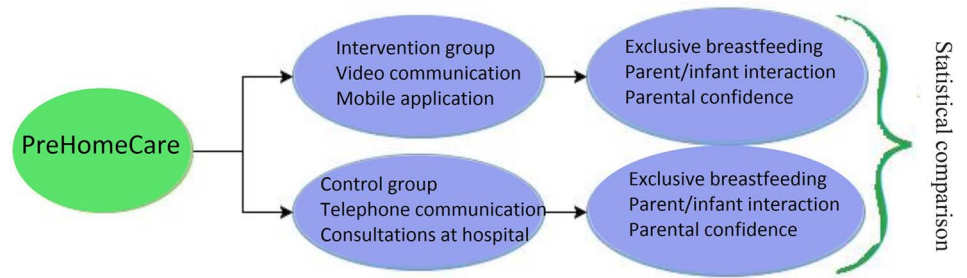 PreHomeCare
Intervention group
Video communication
Mobile application
Exclusive breastfeeding
Parent/infant interaction
Parental confidence
Control group
Telephone communication
Consultations at hospital
Exclusive breastfeeding
Parent/infant interaction
Parental confidence
Statistical comparison